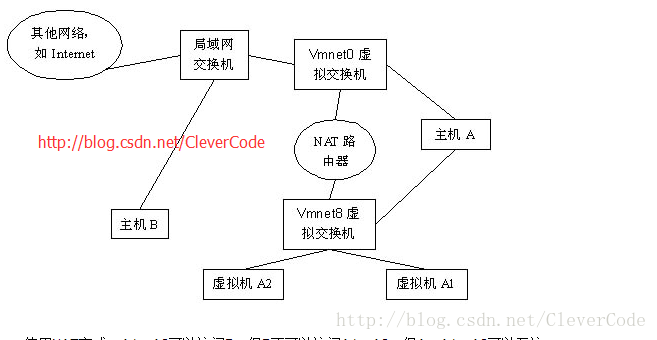 其他网络，
如 Internet
局域网
交换机
Vmnet0 虚
拟交换机
http://blog.csdn.net/CleverCode
NAT 路
由器
主机 A
主机 B
Vmnet8 虚
拟交换机
虚拟机 A2
虚拟机 A1
http://blog.csdn.net/CleverCode